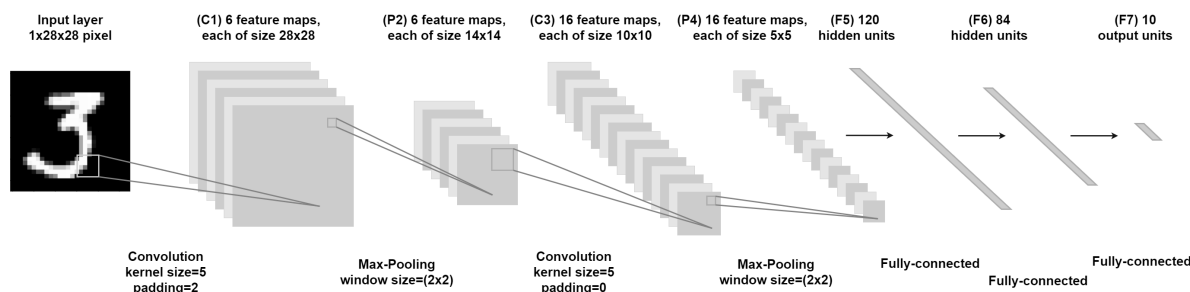 Input layer
1x28x28 pixel
(C1) 6 feature maps,
each of size 28x28
(P2) 6 feature maps,
each of size 14x14
(C3) 16 feature maps,
each of size 10x10
(P4) 16 feature maps,
each of size 5x5
(F5) 120
hidden units
(F6) 84
hidden units
(F7) 10
output units
3
Convolution
kernel size=5
padding=2
Max-Pooling
window size=(2x2)
Convolution
kernel size=5
padding=0
Max-Pooling
window size=(2x2)
Fully-connected
Fully-connected
Fully-connected